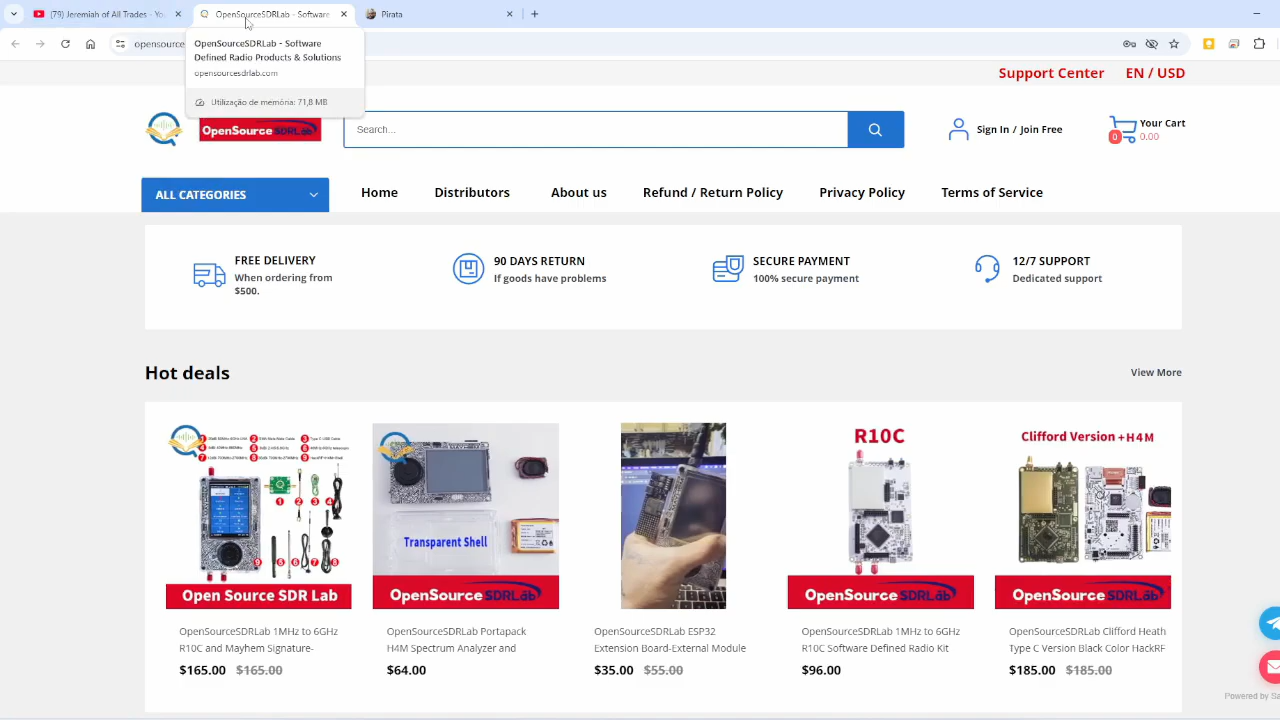 (79) Jeremiah of All Trades - Yo
OpenSourceSDRLab - Software
Pirata
opensource
OpenSourceSDRLab - Software
Defined Radio Products & Solutions
opensourcesdrlab.com
Utilização de memória: 71,8 MB
Support Center
EN / USD
OpenSource SDRLab
Search...
Sign In / Join Free
Your Cart
0
0.00
ALL CATEGORIES
Home
Distributors
About us
Refund / Return Policy
Privacy Policy
Terms of Service
FREE DELIVERY
When ordering from
$500.
90 DAYS RETURN
If goods have problems
SECURE PAYMENT
100% secure payment
12/7 SUPPORT
Dedicated support
Hot deals
View More
Open Source SDR Lab
Transparent Shell
OpenSourceSDRLab
R10C
OpenSourceSDRLab
Clifford Version +H4M
OpenSourceSDRLab
OpenSourceSDRLab 1MHz to 6GHz
R10C and Mayhem Signature-
$165.00 $165.00
OpenSourceSDRLab Portapack
H4M Spectrum Analyzer and
$64.00
OpenSourceSDRLab ESP32
Extension Board-External Module
$35.00 $55.00
OpenSourceSDRLab 1MHz to 6GHz
R10C Software Defined Radio Kit
$96.00
OpenSourceSDRLab Clifford Heath
Type C Version Black Color HackRF
$185.00 $185.00
Powered by Sa